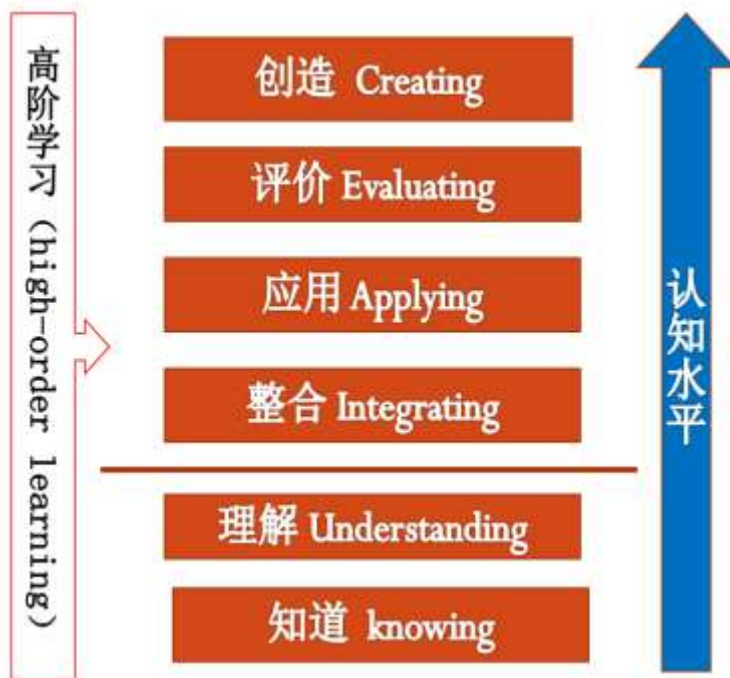 高阶学习（high-order learning）
创造 Creating
评价 Evaluating
应用 Applying
整合 Integrating
理解 Understanding
知道 knowing
认知水平